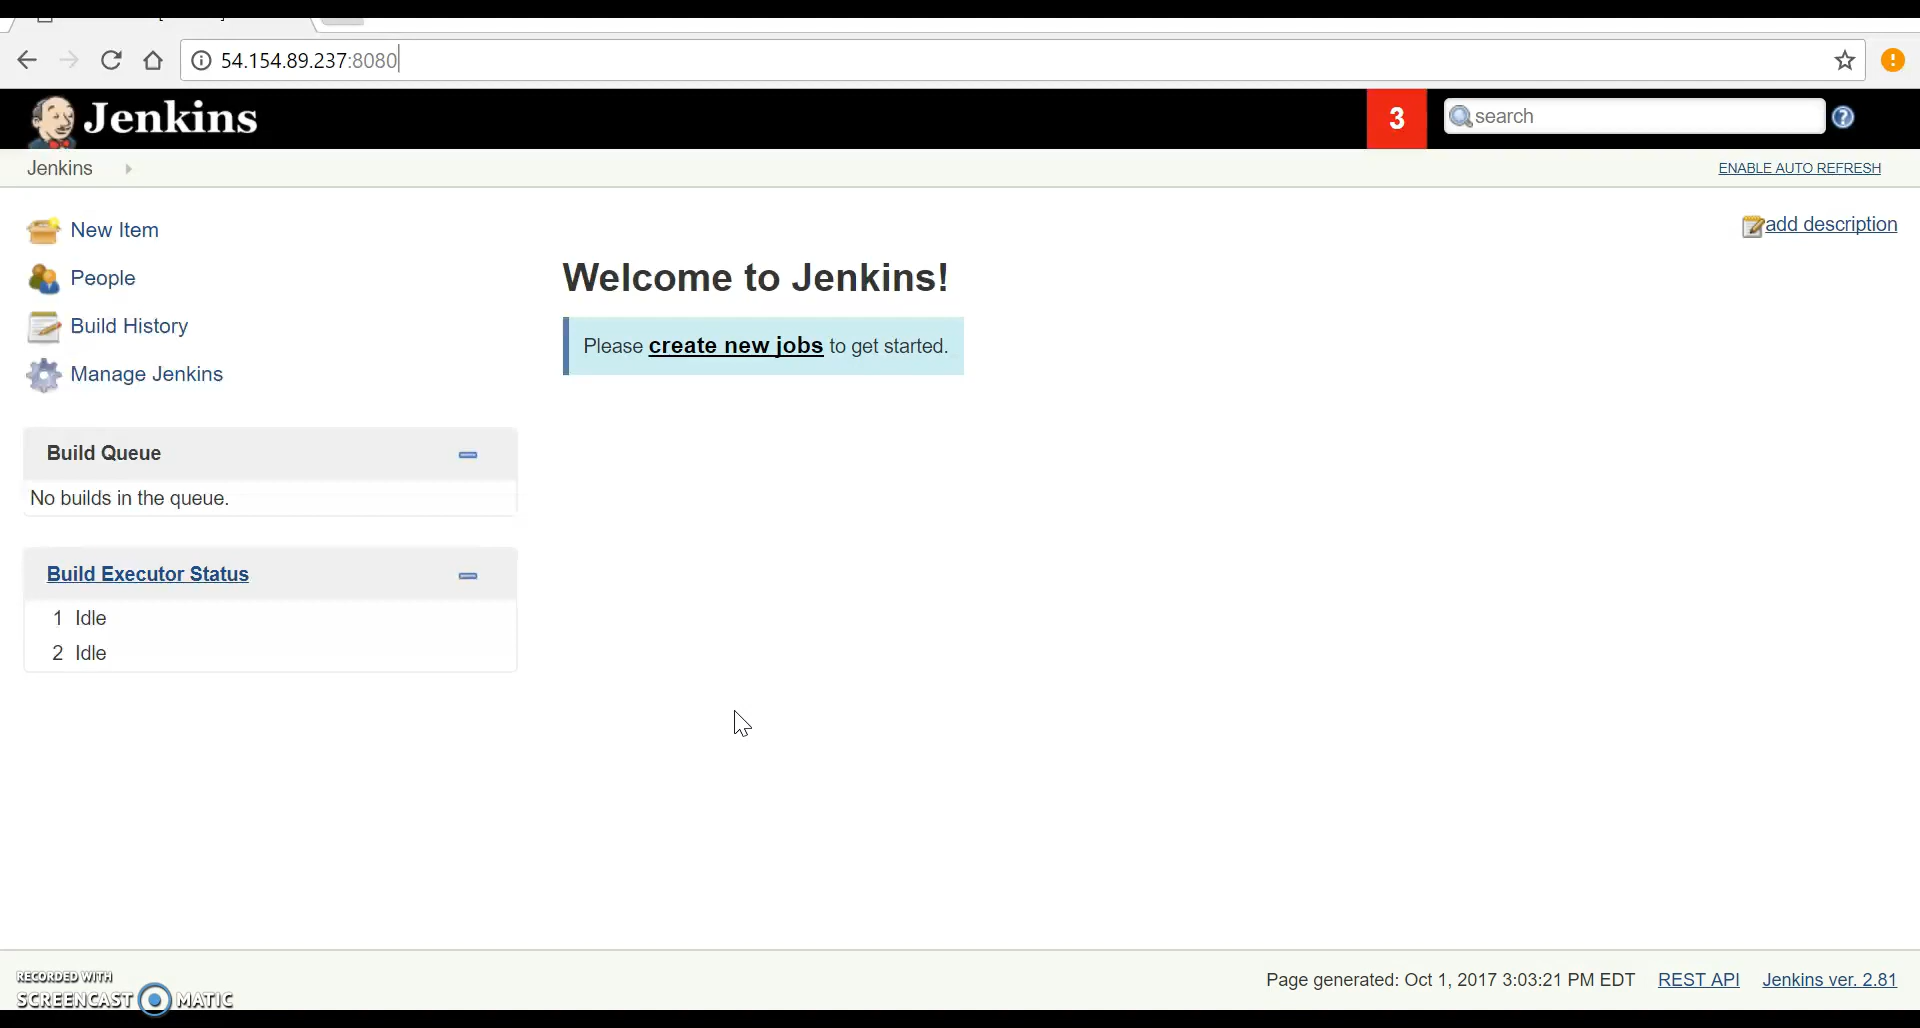 54.154.89.237:8080
Jenkins
3
search
Jenkins
ENABLE AUTO REFRESH
New Item
add description
People
Welcome to Jenkins!
Build History
Please create new jobs to get started.
Manage Jenkins
Build Queue
No builds in the queue.
Build Executor Status
1 Idle
2 Idle
RECORDED WITH
SCREENCAST MATIC
Page generated: Oct 1, 2017 3:03:21 PM EDT REST API Jenkins ver. 2.81